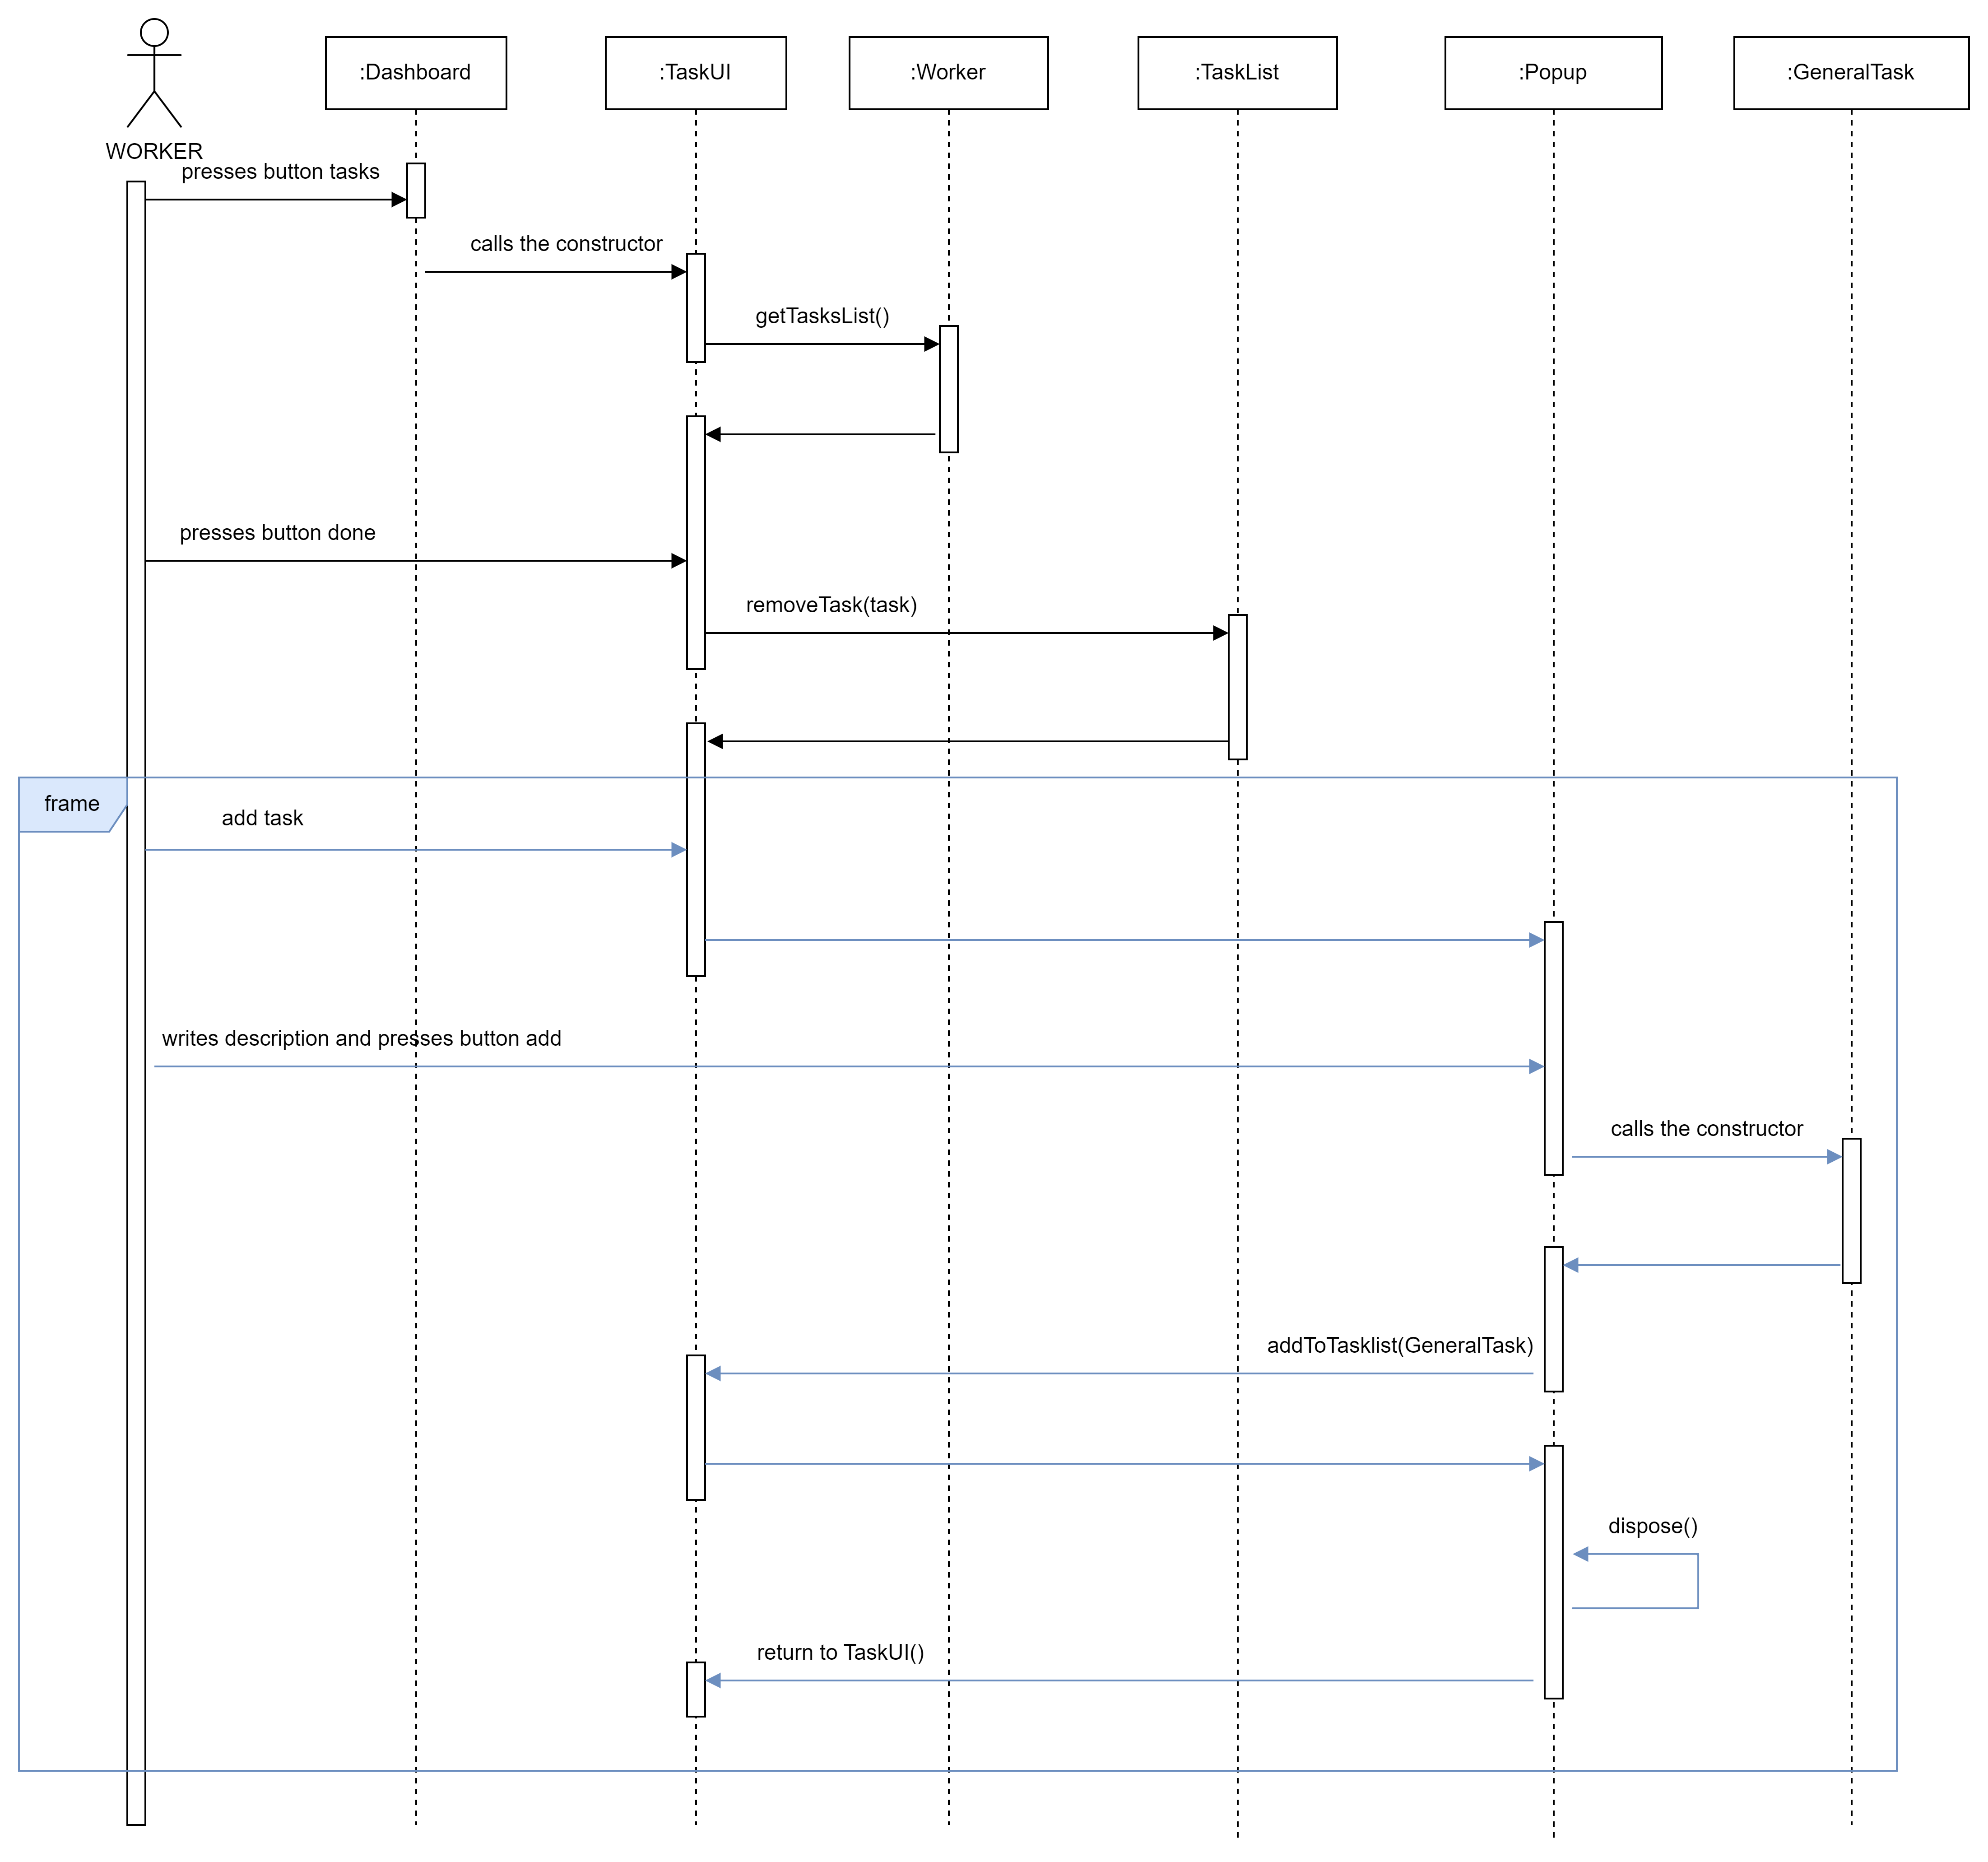 :Dashboard
:TaskUI
:Worker
:TaskList
:Popup
:GeneralTask
WORKER
presses button tasks
calls the constructor
getTasksList()
presses button done
removeTask(task)
frame
add task
writes description and presses button add
calls the constructor
addToTasklist(GeneralTask)
dispose()
return to TaskUI()